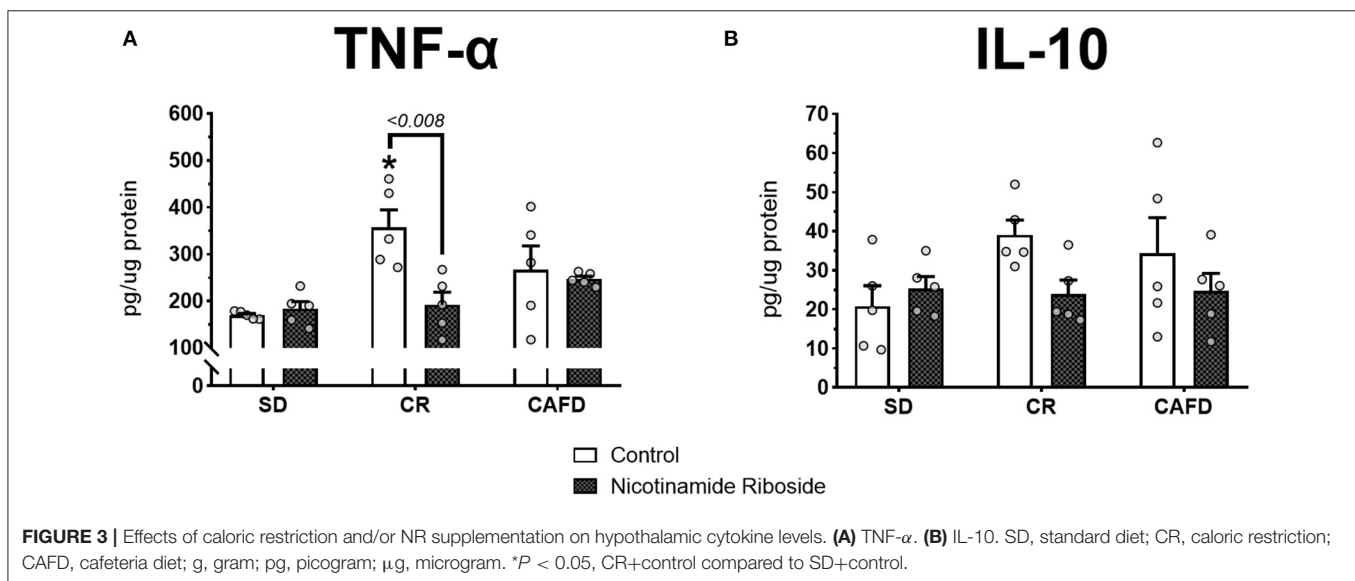 A
TNF-α
B
IL-10
600
500
400
300
200
100
0
pg/ug protein
<0.008
*
SD
CR
CAFD
70
60
50
40
30
20
10
0
pg/ug protein
SD
CR
CAFD
Control
Nicotinamide Riboside
FIGURE 3 | Effects of caloric restriction and/or NR supplementation on hypothalamic cytokine levels. (A) TNF-α. (B) IL-10. SD, standard diet; CR, caloric restriction;
CAFD, cafeteria diet; g, gram; pg, picogram; μg, microgram. *P < 0.05, CR+control compared to SD+control.